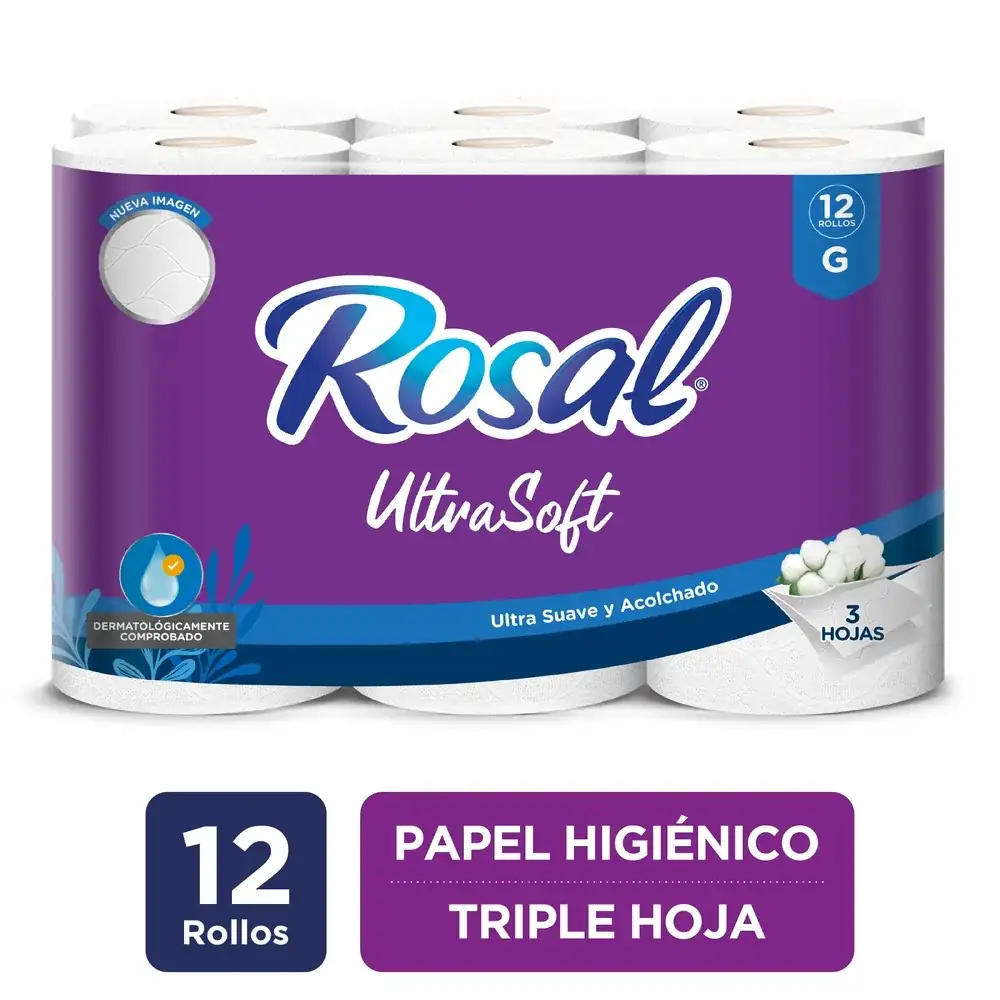 NUEVA IMAGEN
12
ROLLOS
G
Rosal®
UltraSoft
Ultra Suave y Acolchado
3
HOJAS
DERMATOLÓGICAMENTE
COMPROBADO
12
Rollos
PAPEL HIGIÉNICO
TRIPLE HOJA